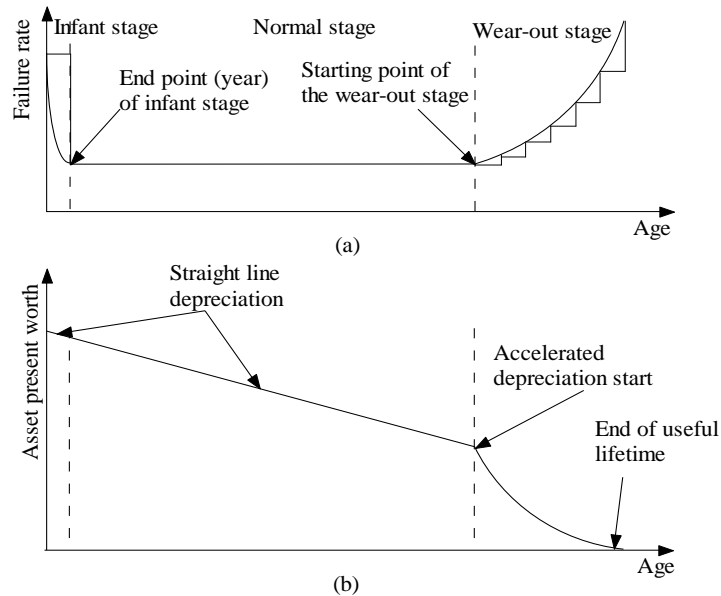 Infant stage
Normal stage
Wear-out stage
Failure rate
End point (year)
of infant stage
Starting point of
the wear-out stage
Age
(a)
Straight line
depreciation
Asset present worth
Accelerated
depreciation start
End of useful
lifetime
Age
(b)